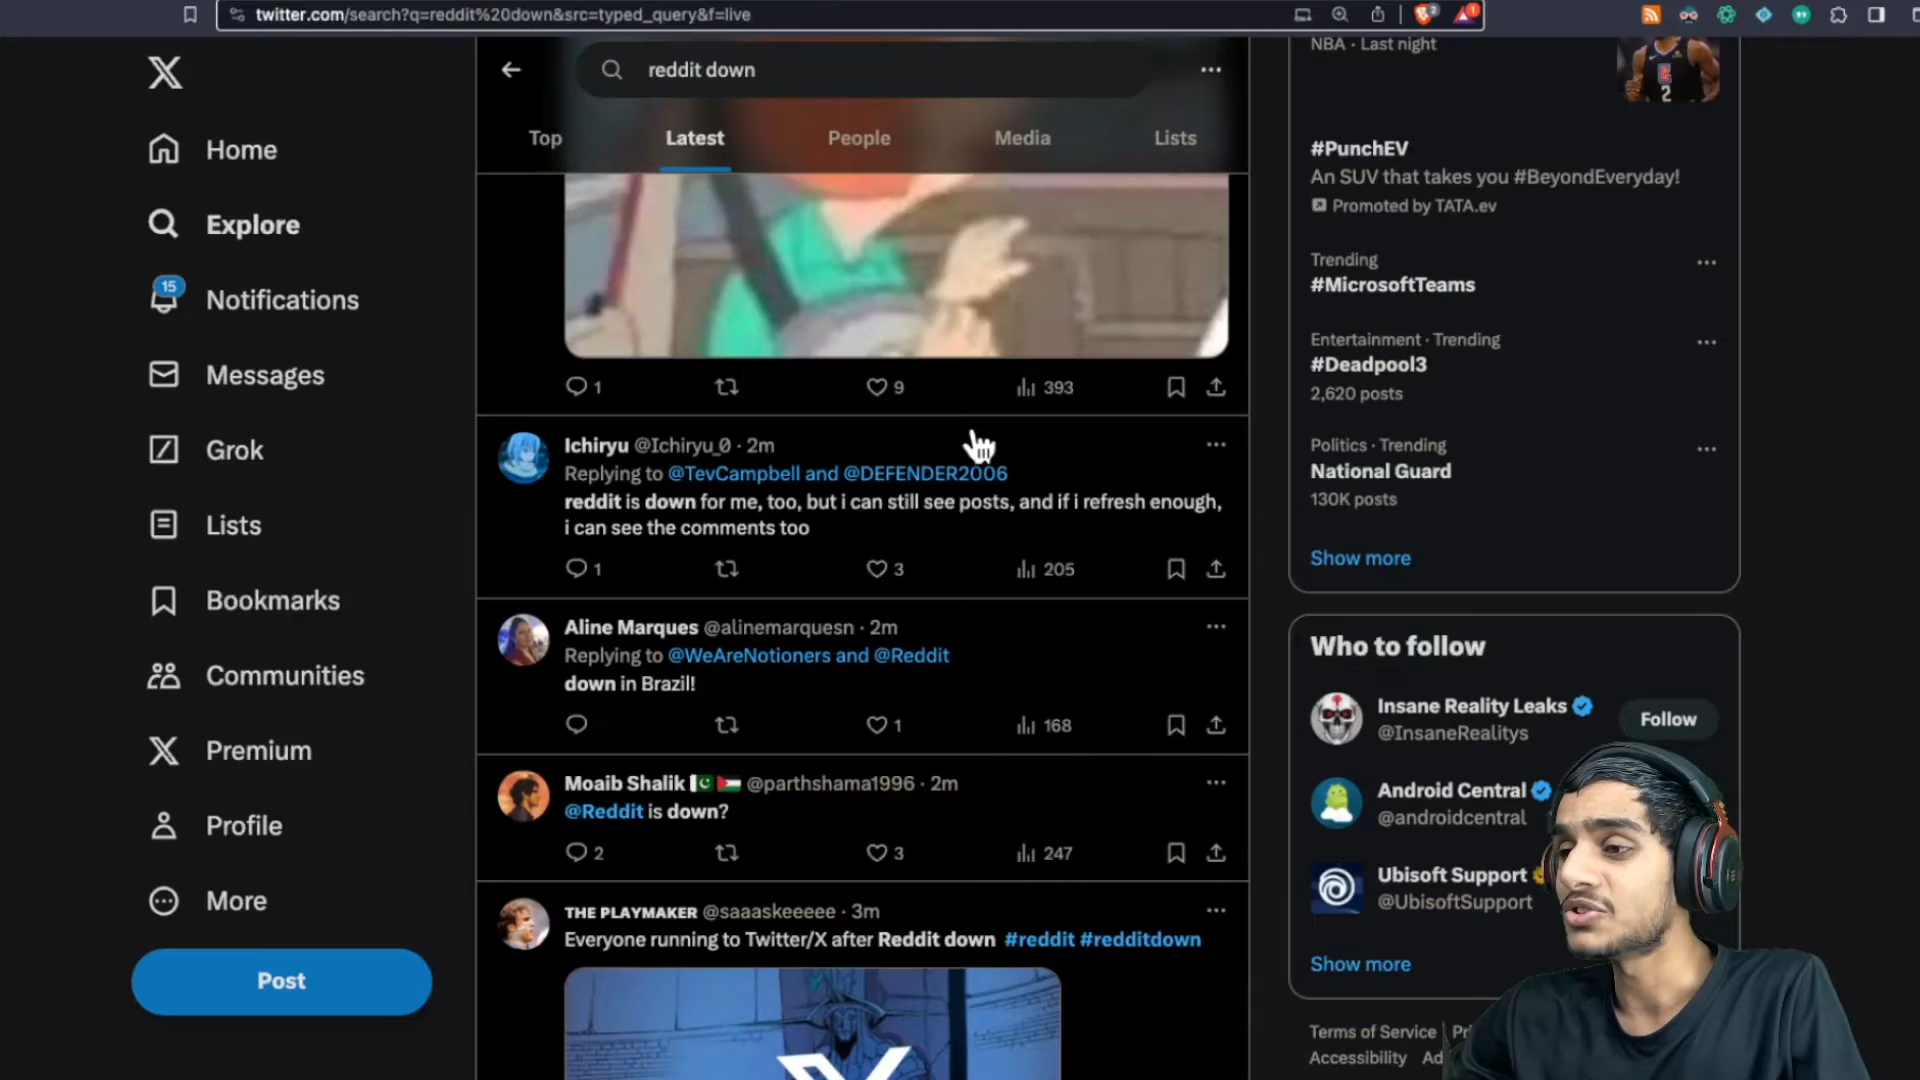 twitter.com/search?q=reddit%20down&src=typed_query&f=live
2
1
reddit down
Top
Latest
People
Media
Lists
Home
Explore
15
Notifications
Messages
Grok
Lists
Bookmarks
Communities
Premium
Profile
More
Post
1
9
393
Ichiryu @Ichiryu_0 · 2m
Replying to @TevCampbell and @DEFENDER2006
reddit is down for me, too, but i can still see posts, and if i refresh enough,
i can see the comments too
1
3
205
Aline Marques @alinemarquesn · 2m
Replying to @WeAreNotioners and @Reddit
down in Brazil!
1
168
Moaib Shalik @parthshama1996 · 2m
@Reddit is down?
2
3
247
THE PLAYMAKER @saaaskeeeee · 3m
Everyone running to Twitter/X after Reddit down #reddit #redditdown
NBA · Last night
2
#PunchEV
An SUV that takes you #BeyondEveryday!
Promoted by TATA.ev
Trending
#MicrosoftTeams
Entertainment · Trending
#Deadpool3
2,620 posts
Politics · Trending
National Guard
130K posts
Show more
Who to follow
Insane Reality Leaks
@InsaneRealitys
Follow
Android Central
@androidcentral
Ubisoft Support
@UbisoftSupport
Show more
Terms of Service
Accessibility